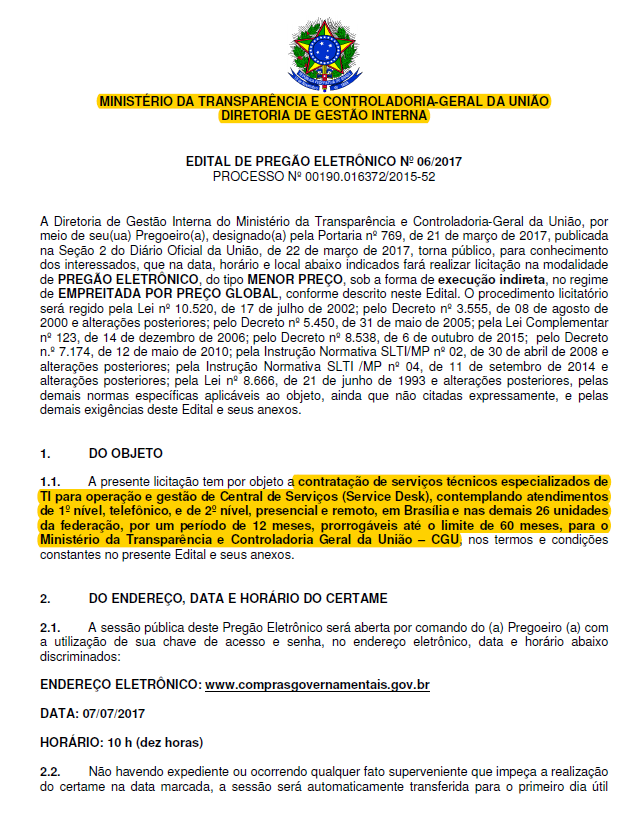 MINISTÉRIO DA TRANSPARÊNCIA E CONTROLADORIA-GERAL DA UNIÃO
DIRETORIA DE GESTÃO INTERNA
EDITAL DE PREGÃO ELETRÔNICO Nº 06/2017
PROCESSO Nº 00190.016372/2015-52
A Diretoria de Gestão Interna do Ministério da Transparência e Controladoria-Geral da União, por
meio de seu(ua) Pregoeiro(a), designado(a) pela Portaria nº 769, de 21 de março de 2017, publicada
na Seção 2 do Diário Oficial da União, de 22 de março de 2017, torna público, para conhecimento
dos interessados, que na data, horário e local abaixo indicados fará realizar licitação na modalidade
de PREGÃO ELETRÔNICO, do tipo MENOR PREÇO, sob a forma de execução indireta, no regime
de EMPREITADA POR PREÇO GLOBAL, conforme descrito neste Edital. O procedimento licitatório
será regido pela Lei nº 10.520, de 17 de julho de 2002; pelo Decreto nº 3.555, de 08 de agosto de
2000 e alterações posteriores; pelo Decreto nº 5.450, de 31 de maio de 2005; pela Lei Complementar
nº 123, de 14 de dezembro de 2006; pelo Decreto nº 8.538, de 6 de outubro de 2015; pelo Decreto
n.º 7.174, de 12 de maio de 2010; pela Instrução Normativa SLTI/MP nº 02, de 30 de abril de 2008 e
alterações posteriores; pela Instrução Normativa SLTI /MP nº 04, de 11 de setembro de 2014 e
alterações posteriores; pela Lei nº 8.666, de 21 de junho de 1993 e alterações posteriores, pelas
demais normas específicas aplicáveis ao objeto, ainda que não citadas expressamente, e pelas
demais exigências deste Edital e seus anexos.
1. DO OBJETO
1.1. A presente licitação tem por objeto a contratação de serviços técnicos especializados de
TI para operação e gestão de Central de Serviços (Service Desk), contemplando atendimentos
de 1º nível, telefônico, e de 2º nível, presencial e remoto, em Brasília e nas demais 26 unidades
da federação, por um período de 12 meses, prorrogáveis até o limite de 60 meses, para o
Ministério da Transparência e Controladoria Geral da União – CGU, nos termos e condições
constantes no presente Edital e seus anexos.
2. DO ENDEREÇO, DATA E HORÁRIO DO CERTAME
2.1. A sessão pública deste Pregão Eletrônico será aberta por comando do (a) Pregoeiro (a) com
a utilização de sua chave de acesso e senha, no endereço eletrônico, data e horário abaixo
discriminados:
ENDEREÇO ELETRÔNICO: www.comprasgovernamentais.gov.br
DATA: 07/07/2017
HORÁRIO: 10 h (dez horas)
2.2. Não havendo expediente ou ocorrendo qualquer fato superveniente que impeça a realização
do certame na data marcada, a sessão será automaticamente transferida para o primeiro dia útil